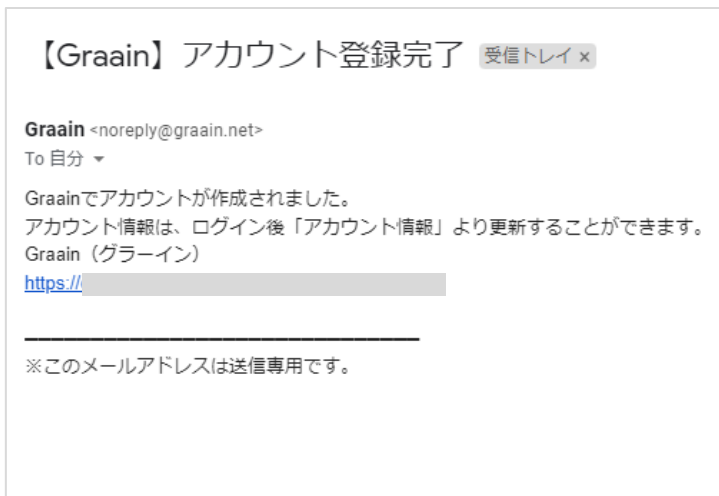 【Graain】アカウント登録完了 受信トレイ ×
Graain <noreply@graain.net>
To 自分
Graainでアカウントが作成されました。
アカウント情報は、ログイン後「アカウント情報」より更新することができます。
Graain（グラーイン）
https://
※このメールアドレスは送信専用です。